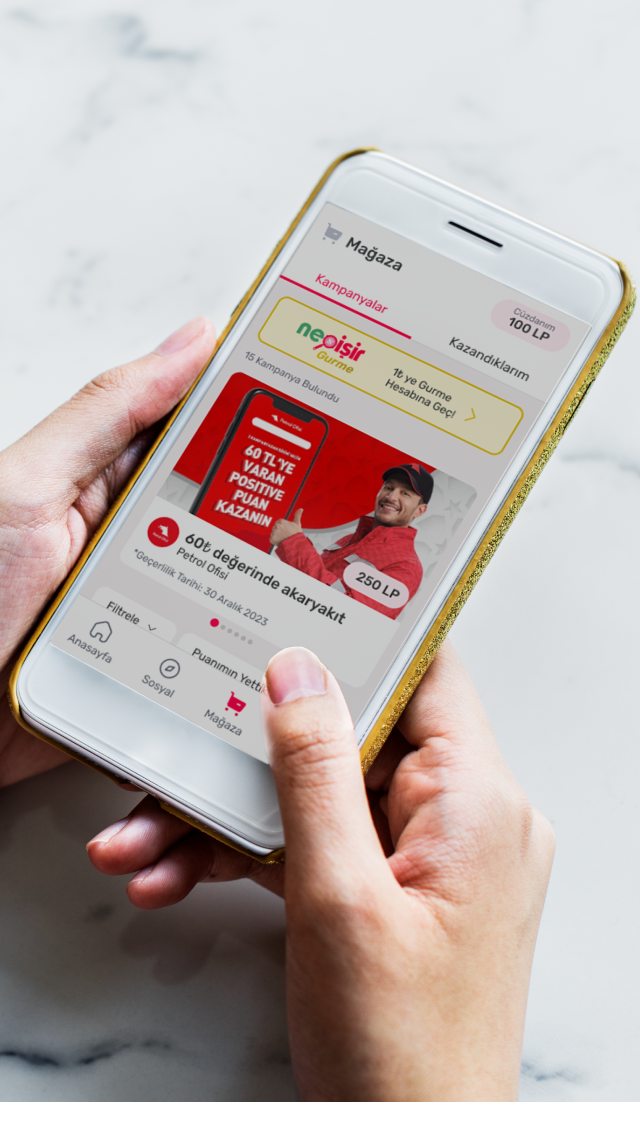 Mağaza
Cüzdanım
100 LP
Kampanyalar
Kazandıklarım
nepişir
Gurme
1₺ ye Gurme
Hesabına Geç!
15 Kampanya Bulundu
Petrol Ofisi
60 TL'YE
VARAN
POSITIVE
PUAN
KAZANIN
250 LP
60₺ değerinde akaryakıt
Petrol Ofisi
*Geçerlilik Tarihi: 30 Aralık 2023
Filtrele
Puanımın Yetti
Anasayfa
Sosyal
Mağaza